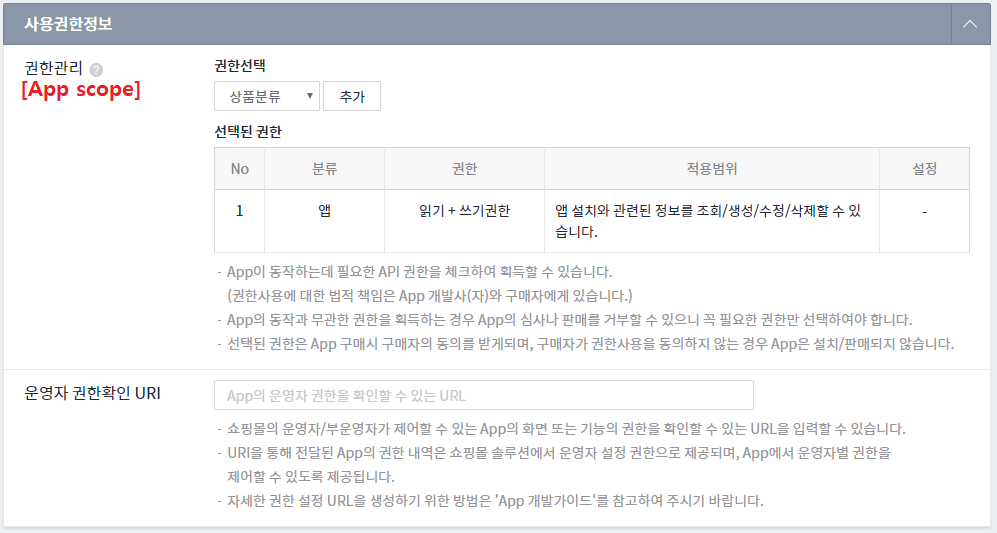 사용권한정보
권한관리 ?
[App scope]
권한선택
상품분류 추가
선택된 권한
No 분류 권한 적용범위 설정
1 앱 읽기 + 쓰기권한 앱 설치와 관련된 정보를 조회/생성/수정/삭제할 수 있 -
습니다.
- App이 동작하는데 필요한 API 권한을 체크하여 획득할 수 있습니다.
(권한사용에 대한 법적 책임은 App 개발사(자)와 구매자에게 있습니다.)
- App의 동작과 무관한 권한을 획득하는 경우 App의 심사나 판매를 거부할 수 있으니 꼭 필요한 권한만 선택하여야 합니다.
- 선택된 권한은 App 구매시 구매자의 동의를 받게되며, 구매자가 권한사용을 동의하지 않는 경우 App은 설치/판매되지 않습니다.
운영자 권한확인 URI
App의 운영자 권한을 확인할 수 있는 URL
- 쇼핑몰의 운영자/부운영자가 제어할 수 있는 App의 화면 또는 기능의 권한을 확인할 수 있는 URL을 입력할 수 있습니다.
- URI을 통해 전달된 App의 권한 내역은 쇼핑몰 솔루션에서 운영자 설정 권한으로 제공되며, App에서 운영자별 권한을
제어할 수 있도록 제공됩니다.
- 자세한 권한 설정 URL을 생성하기 위한 방법은 'App 개발가이드'를 참고하여 주시기 바랍니다.